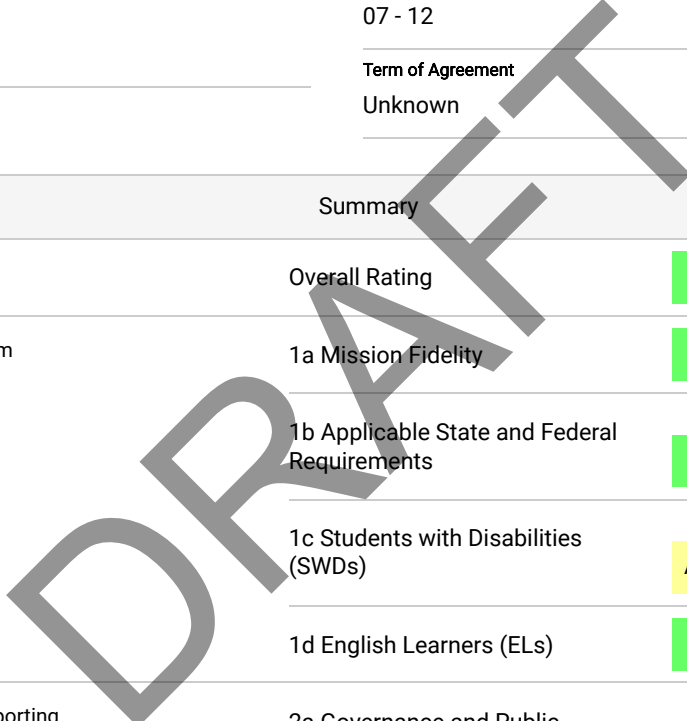 07 - 12
Term of Agreement
Unknown
Summary
Overall Rating
1a Mission Fidelity
1b Applicable State and Federal
Requirements
1c Students with Disabilities
(SWDs)
1d English Learners (ELs)
DRAFT